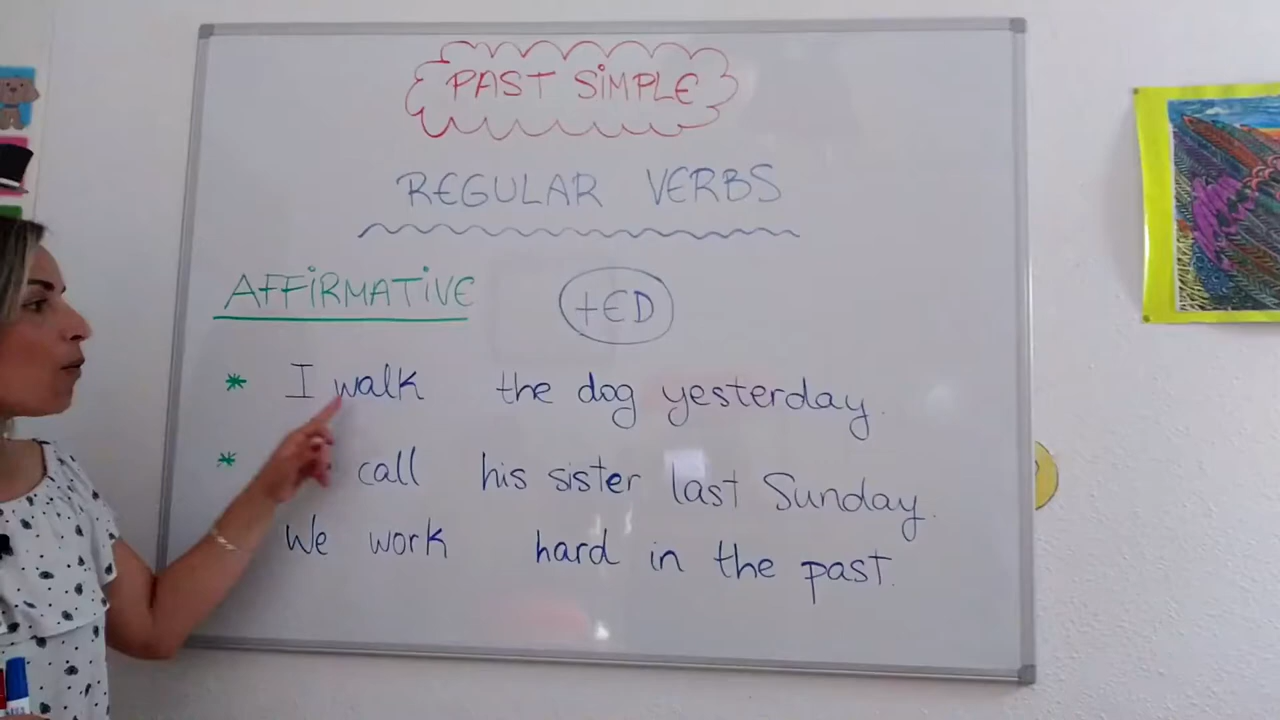 PAST SIMPLE
REGULAR VERBS
AFFIRMATIVE +ED
* I walk the dog yesterday.
* call his sister last Sunday.
We work hard in the past.